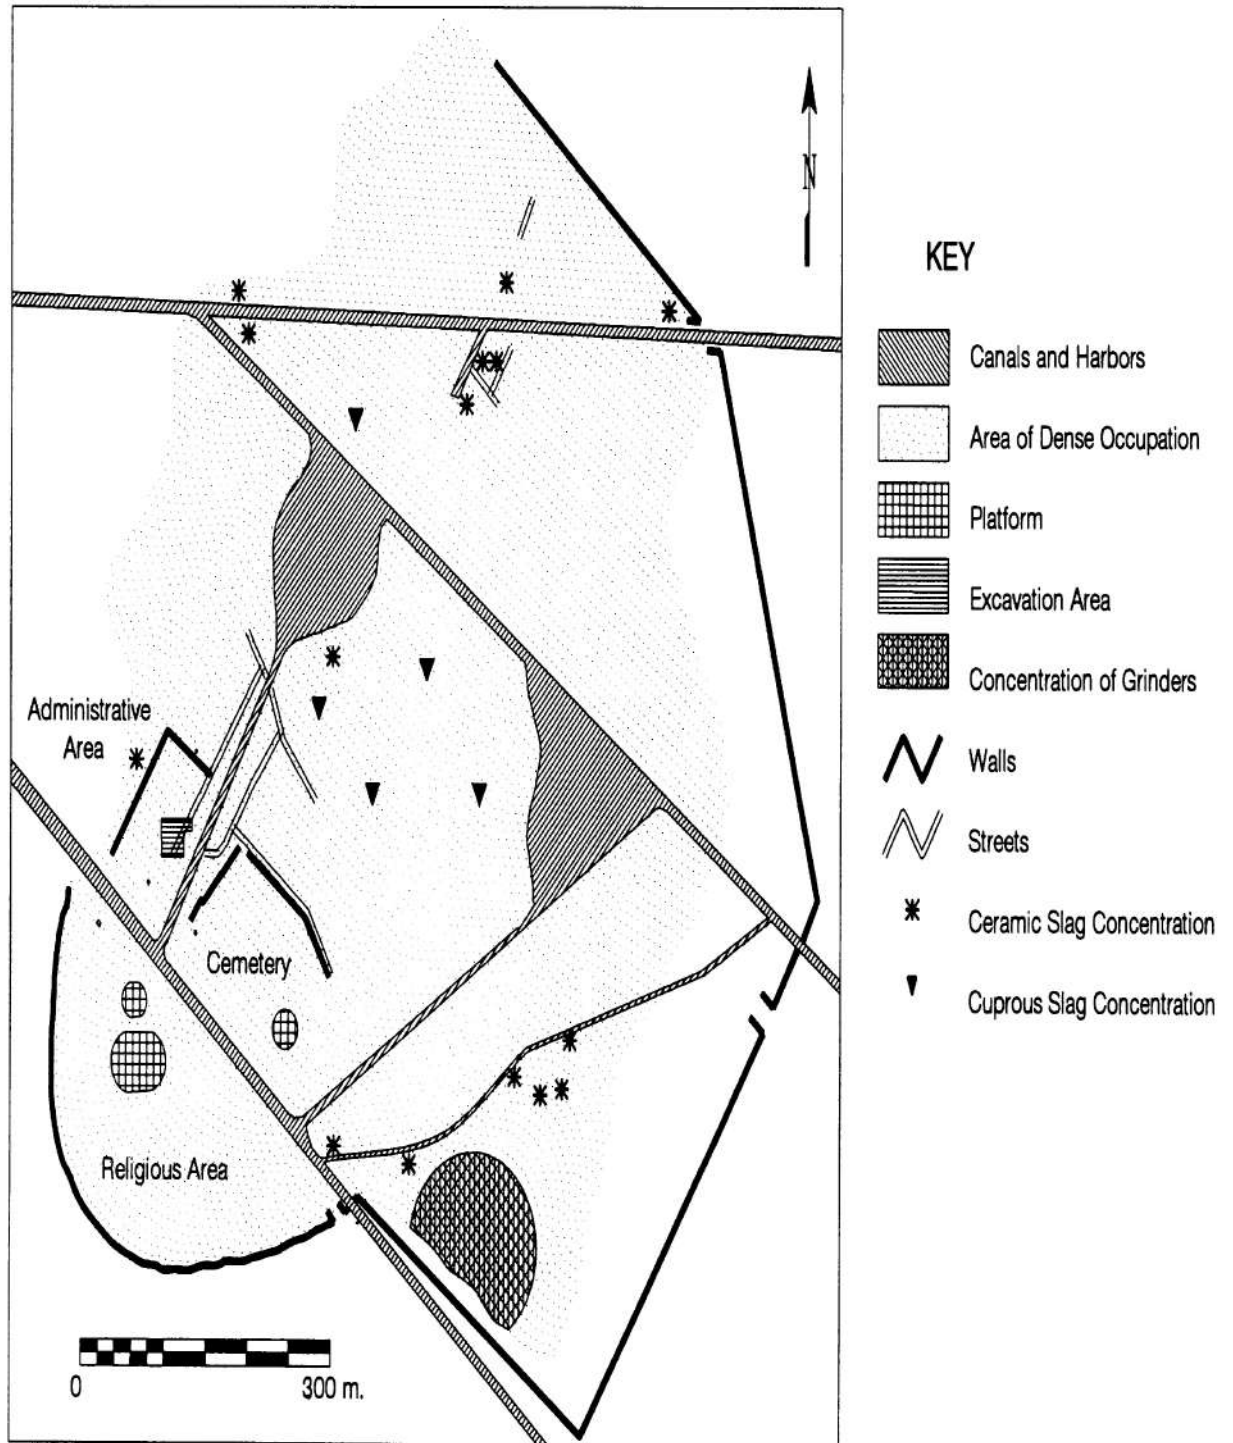 N
KEY
Canals and Harbors
Area of Dense Occupation
Platform
Excavation Area
Concentration of Grinders
Walls
Streets
Ceramic Slag Concentration
Cuprous Slag Concentration
Administrative
Area
Cemetery
Religious Area
0 300 m.